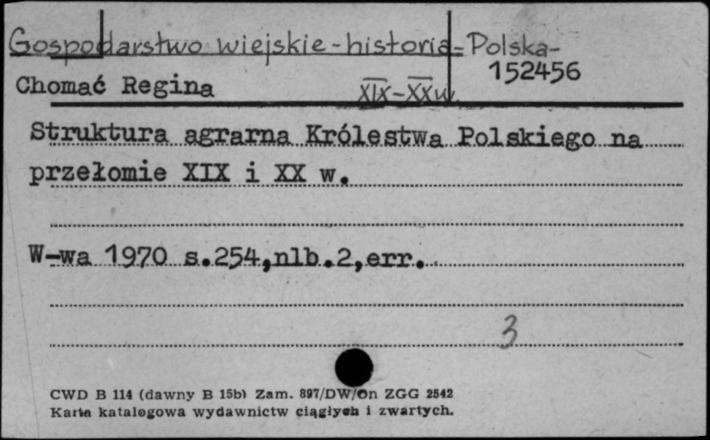 Gospodarstwo wiejskie - historia = Polska -
152456
Chomać Regina
XIX-XX w.
Struktura agrarna Królestwa Polskiego na
przełomie XIX i XX w.
W-wa 1970 s.254,nlb.2,err.
3
CWD B 114 (dawny B 15b) Zam. 897/DW/On ZGG 2542
Karta katalogowa wydawnictw ciągłych i zwartych.